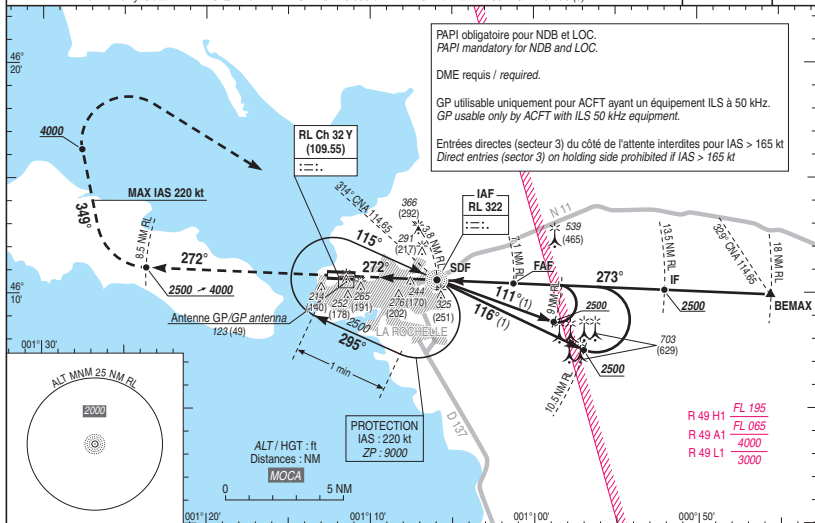 46°
20'
PAPI obligatoire pour NDB et LOC.
PAPI mandatory for NDB and LOC.
DME requis / required.
GP utilisable uniquement pour ACFT ayant un équipement ILS à 50 kHz.
GP usable only by ACFT with ILS 50 kHz equipment.
Entrées directes (secteur 3) du côté de l'attente interdites pour IAS > 165 kt
Direct entries (sector 3) on holding side prohibited if IAS > 165 kt
4000
RL Ch 32 Y
(109.55)
MAX IAS 220 kt
349°
8.5 NM RL
272°
2500 ➚ 4000
314° CNA 114.65
366
(292)
291
(217)
3.8 NM RL
IAF
RL 322
115°
272°
SDF
7.1 NM RL
N 11
539
(465)
FAF
9 NM RL
273°
13.5 NM RL
IF
2500
329° CNA 114.65
18 NM RL
BEMAX
111° (1)
116° (1)
2500
2500
703
(629)
10.5 NM RL
46°
10'
Antenne GP/GP antenna
123 (49)
214
(140)
252
(178)
265
(191)
276
(202)
244
(170)
325
(251)
2500
295°
LA ROCHELLE
1 min
001° 30'
001° 10'
001° 00'
D 137
PROTECTION
IAS : 220 kt
ZP : 9000
ALT MNM 25 NM RL
2000
ALT / HGT : ft
Distances : NM
MOCA
0 5 NM
R 49 H1 FL 195
R 49 A1 FL 065
4000
R 49 L1 3000
001° 20'
001° 10'
001° 00'
000° 50'